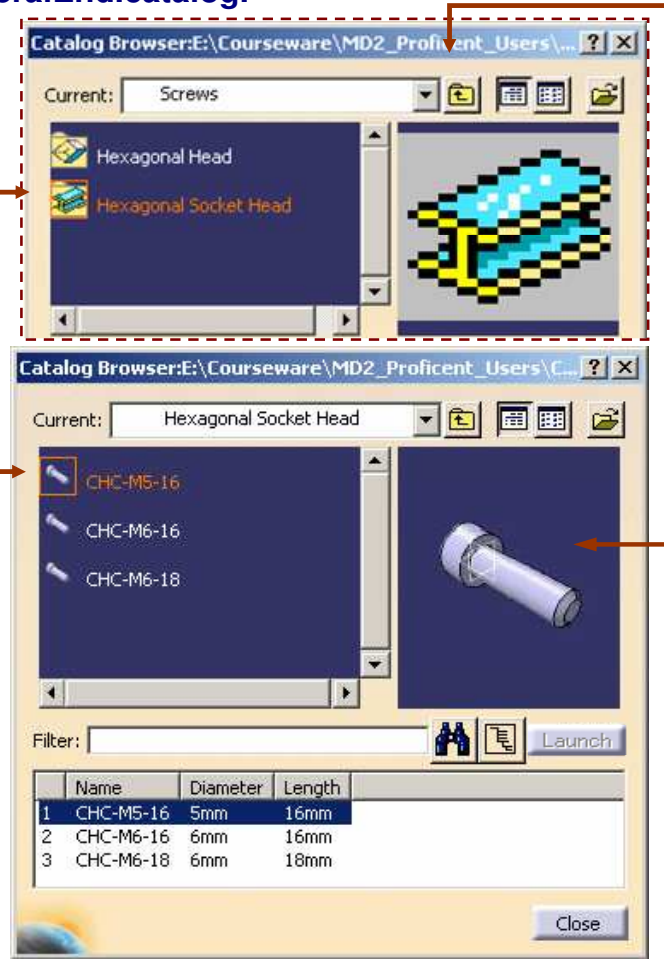 Catalog Browser:E:\Courseware\MD2_Proficent_Users\... ? X
Current: Screws
Hexagonal Head
Hexagonal Socket Head
Catalog Browser:E:\Courseware\MD2_Proficent_Users\C... ? X
Current: Hexagonal Socket Head
CHC-M5-16
CHC-M6-16
CHC-M6-18
Filter: Launch
Name Diameter Length
1 CHC-M5-16 5mm 16mm
2 CHC-M6-16 6mm 16mm
3 CHC-M6-18 6mm 18mm
Close